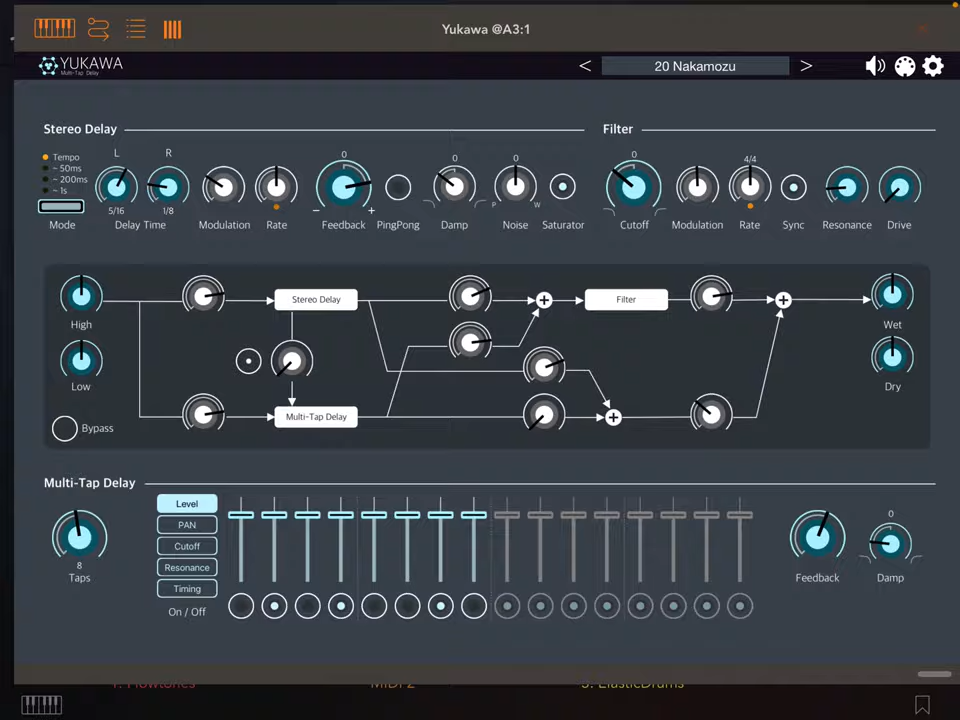 Yukawa @A3:1
YUKAWA
Multi-Tap Delay
< 20 Nakamozu >
Stereo Delay
Filter
Tempo
~ 50ms
~ 200ms
~ 1s
Mode
L
R
5/16
1/8
Delay Time
Modulation
Rate
0
− +
Feedback
PingPong
0
Damp
0
P W
Noise
Saturator
0
Cutoff
Modulation
4/4
Rate
Sync
Resonance
Drive
High
Low
Bypass
Stereo Delay
Multi-Tap Delay
Filter
Wet
Dry
Multi-Tap Delay
8
Taps
Level
PAN
Cutoff
Resonance
Timing
On / Off
Feedback
0
Damp